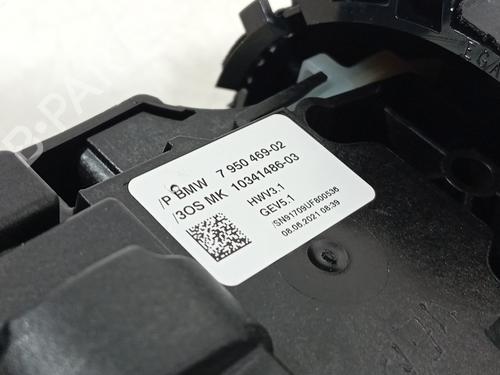 /P BMW 7 950 469-02
/3OS MK 10341486-03
HWV3.1
GEV5.1
/SN91709UF800536
08.06.2021 08:39
B-PARTS